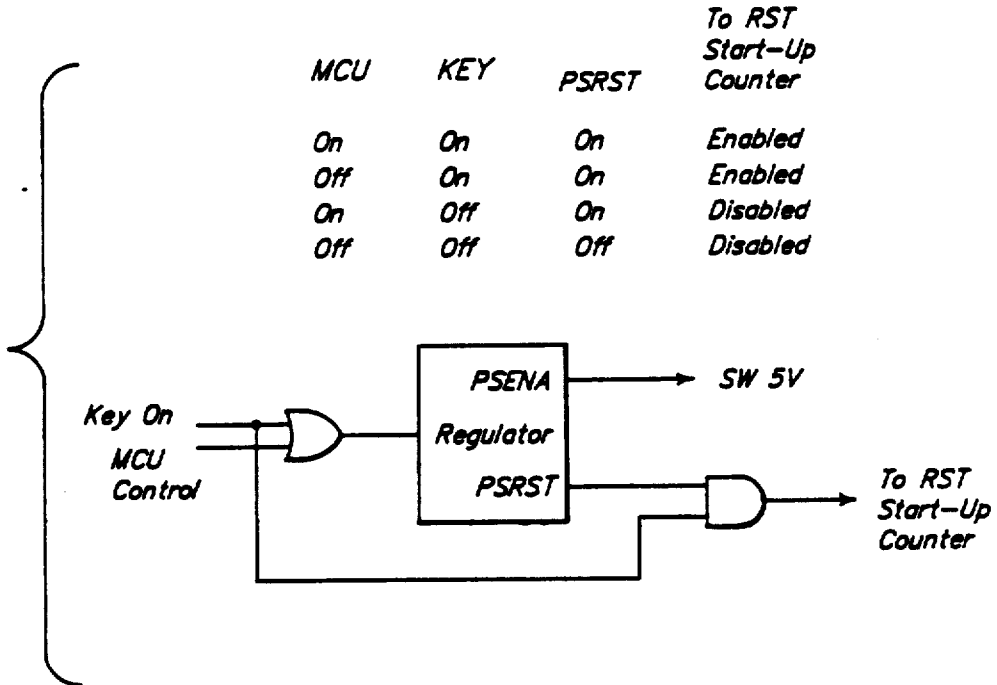 To RST
Start-Up
Counter
MCU KEY PSRST
On On On Enabled
Off On On Enabled
On Off On Disabled
Off Off Off Disabled
PSENA
SW 5V
Key On
Regulator
MCU
Control
PSRST
To RST
Start-Up
Counter